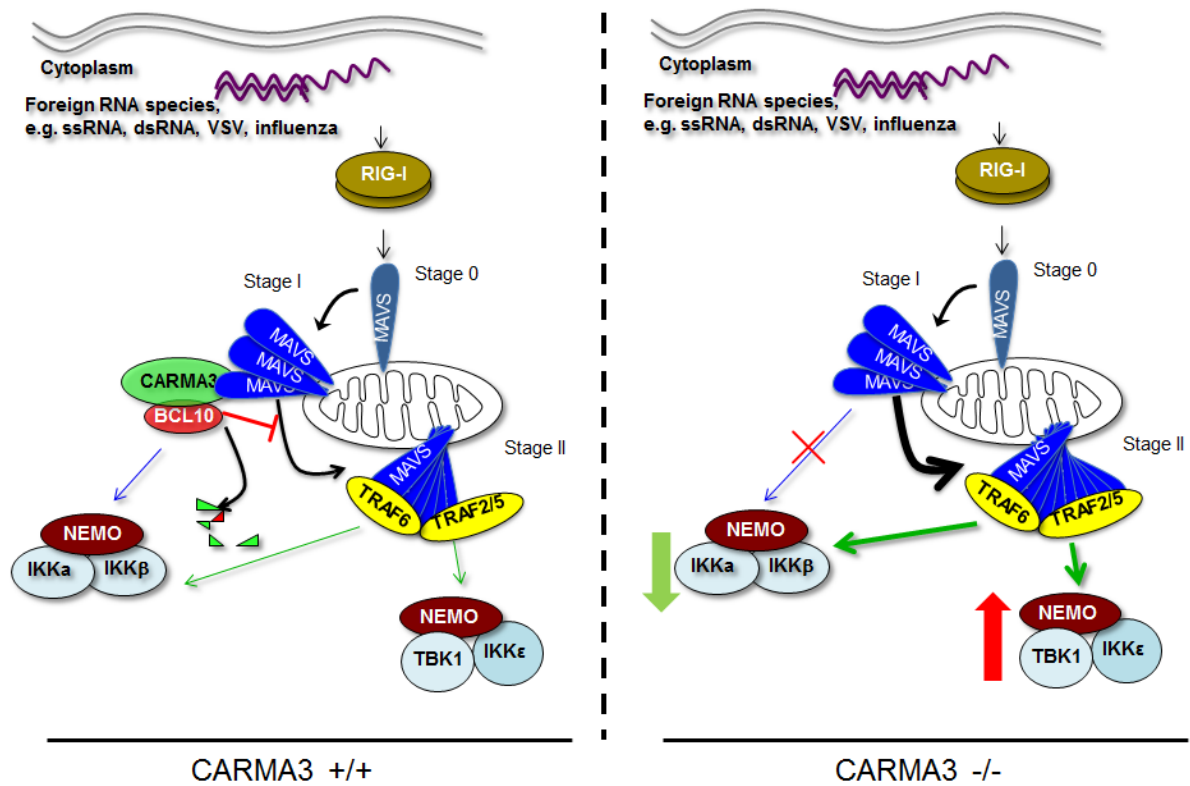 Cytoplasm
Foreign RNA species,
e.g. ssRNA, dsRNA, VSV, influenza
RIG-I
Stage 0
Stage I
MAVS
MAVS
MAVS
MAVS
CARMA3
BCL10
Stage II
MAVS
TRAF6
TRAF2/5
NEMO
IKKa
IKKβ
NEMO
TBK1
IKKε
CARMA3 +/+
Cytoplasm
Foreign RNA species,
e.g. ssRNA, dsRNA, VSV, influenza
RIG-I
Stage 0
Stage I
MAVS
MAVS
MAVS
MAVS
Stage II
MAVS
TRAF6
TRAF2/5
NEMO
IKKa
IKKβ
NEMO
TBK1
IKKε
CARMA3 -/-